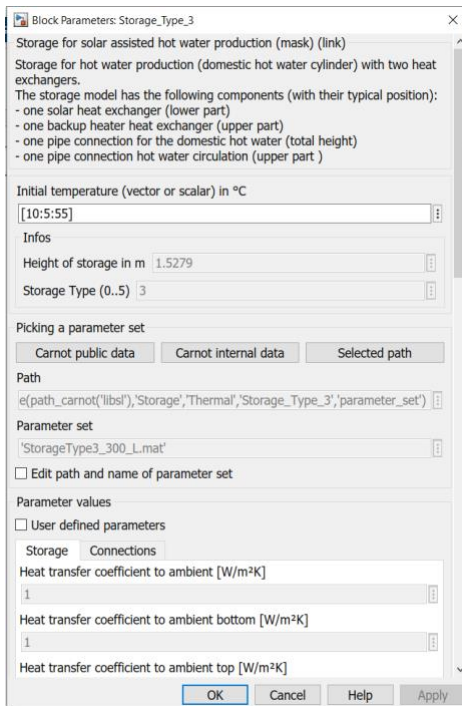 Block Parameters: Storage_Type_3
Storage for solar assisted hot water production (mask) (link)
Storage for hot water production (domestic hot water cylinder) with two heat
exchangers.
The storage model has the following components (with their typical position):
- one solar heat exchanger (lower part)
- one backup heater heat exchanger (upper part)
- one pipe connection for the domestic hot water (total height)
- one pipe connection hot water circulation (upper part )
Initial temperature (vector or scalar) in °C
[10:5:55]
Infos
Height of storage in m 1.5279
Storage Type (0..5) 3
Picking a parameter set
Carnot public data Carnot internal data Selected path
Path
e(path_carnot('libsl'),'Storage','Thermal','Storage_Type_3','parameter_set')
Parameter set
'StorageType3_300_L.mat'
Edit path and name of parameter set
Parameter values
User defined parameters
Storage Connections
Heat transfer coefficient to ambient [W/m²K]
1
Heat transfer coefficient to ambient bottom [W/m²K]
1
Heat transfer coefficient to ambient top [W/m²K]
OK Cancel Help Apply